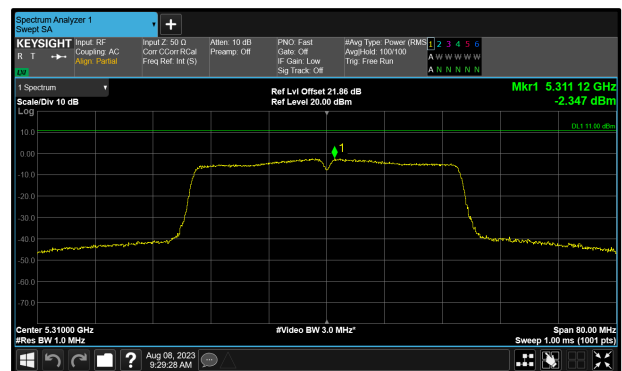 Spectrum Analyzer 1
Swept SA
KEYSIGHT
R T
LW
Input: RF
Coupling: AC
Align: Partial
Input Z: 50 Ω
Corr CCorr RCal
Freq Ref: Int (S)
Atten: 10 dB
Preamp: Off
PNO: Fast
Gate: Off
IF Gain: Low
Sig Track: Off
#Avg Type: Power (RMS
Avg|Hold: 100/100
Trig: Free Run
1 2 3 4 5 6
A W W W W W
A N N N N N
1 Spectrum
Scale/Div 10 dB
Log
Ref Lvl Offset 21.86 dB
Ref Level 20.00 dBm
Mkr1 5.311 12 GHz
-2.347 dBm
DL1 11.00 dBm
10.0
1
0.00
-10.0
-20.0
-30.0
-40.0
-50.0
-60.0
-70.0
Center 5.31000 GHz
#Res BW 1.0 MHz
#Video BW 3.0 MHz*
Span 80.00 MHz
Sweep 1.00 ms (1001 pts)
?
Aug 08, 2023
9:29:28 AM